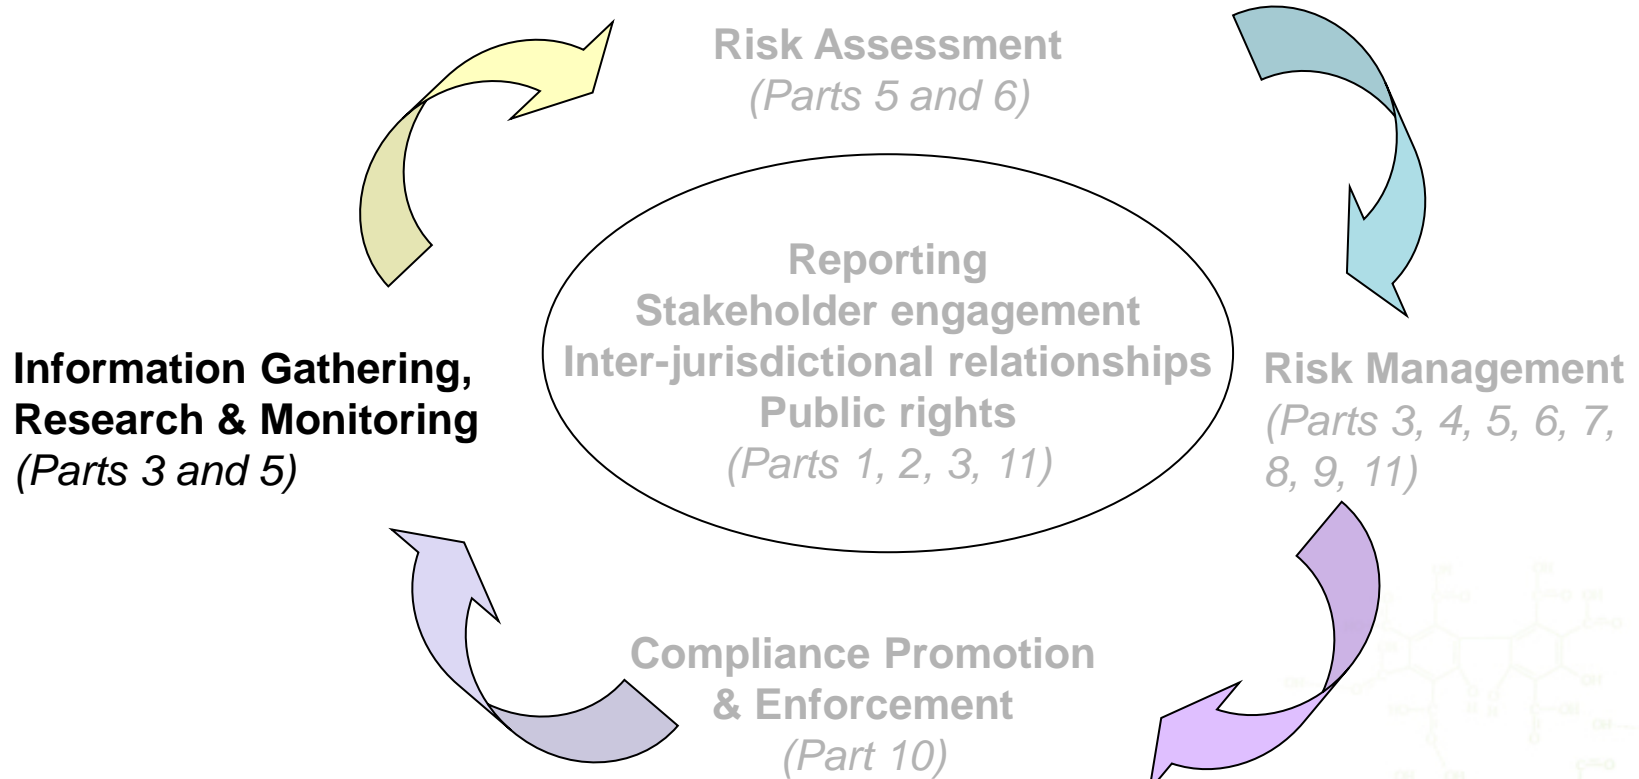 Risk Assessment
(Parts 5 and 6)
Reporting
Stakeholder engagement
Inter-jurisdictional relationships
Public rights
(Parts 1, 2, 3, 11)
Information Gathering,
Research & Monitoring
(Parts 3 and 5)
Risk Management
(Parts 3, 4, 5, 6, 7,
8, 9, 11)
Compliance Promotion
& Enforcement
(Part 10)